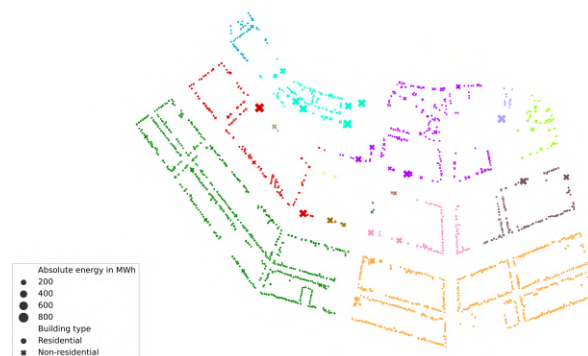 Absolute energy in MWh
200
400
600
800
Building type
Residential
Non-residential